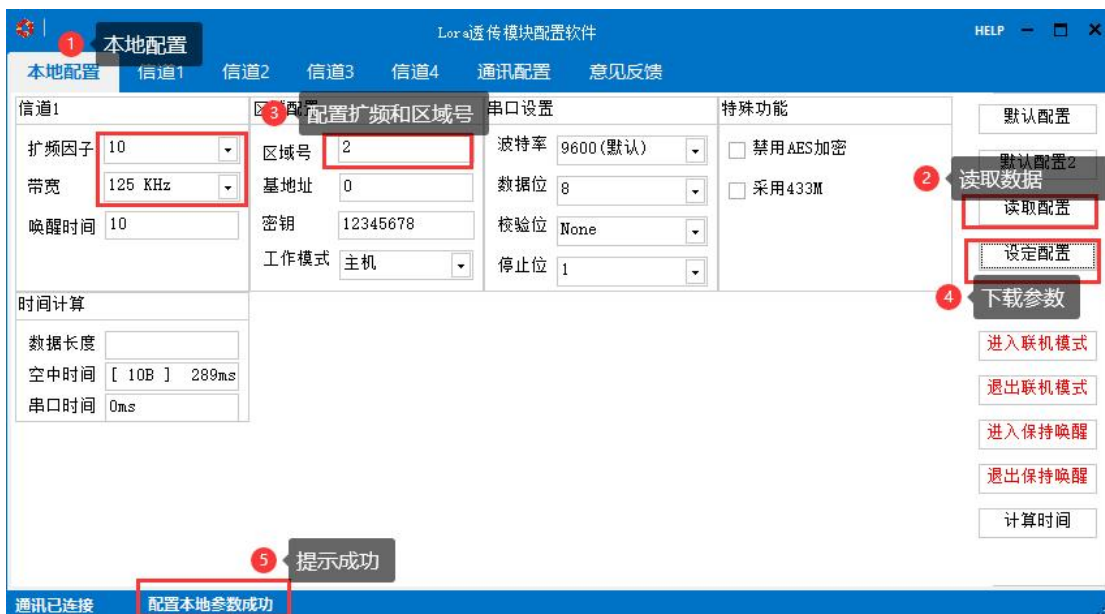 Lora透传模块配置软件
HELP
1 本地配置
本地配置 信道1 信道2 信道3 信道4 通讯配置 意见反馈
信道1
扩频因子 10
带宽 125 KHz
唤醒时间 10
3 配置扩频和区域号
区域号 2
基地址 0
密钥 12345678
工作模式 主机
串口设置
波特率 9600(默认)
数据位 8
校验位 None
停止位 1
特殊功能
禁用AES加密
采用433M
默认配置
默认配置2
2 读取数据
读取配置
设定配置
4 下载参数
进入联机模式
退出联机模式
进入保持唤醒
退出保持唤醒
计算时间
时间计算
数据长度
空中时间 [ 10B ] 289ms
串口时间 0ms
5 提示成功
通讯已连接 配置本地参数成功